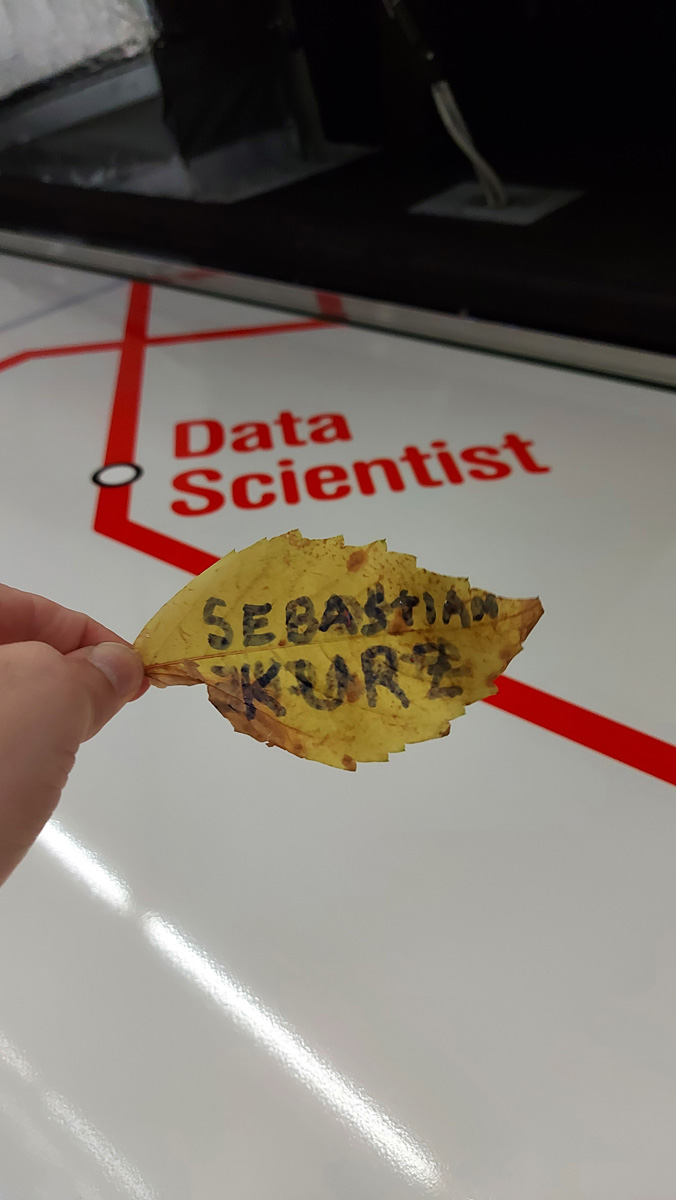 Data
Scientist
SEBASTIAN
KURZ